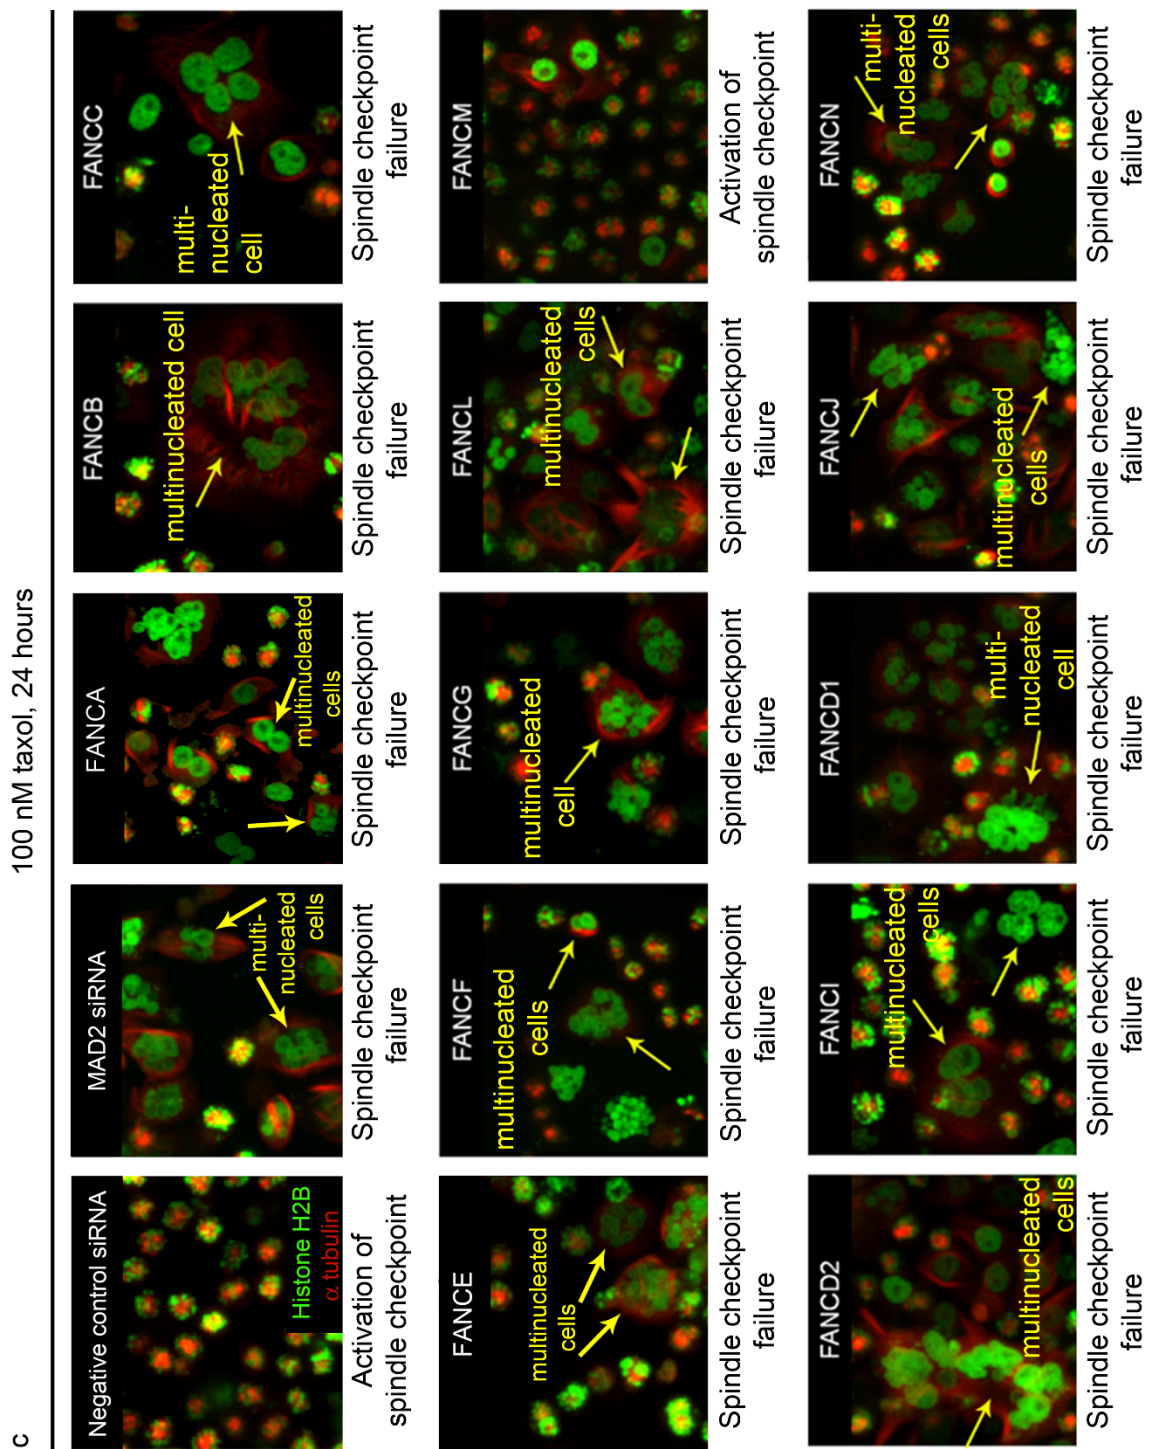 c
100 nM taxol, 24 hours
Negative control siRNA
Histone H2B
α tubulin
Activation of
spindle checkpoint
MAD2 siRNA
multi-
nucleated
cells
Spindle checkpoint
failure
FANCA
multinucleated
cells
Spindle checkpoint
failure
FANCB
multinucleated cell
Spindle checkpoint
failure
FANCC
multi-
nucleated
cell
Spindle checkpoint
failure
FANCE
multinucleated
cells
Spindle checkpoint
failure
FANCF
multinucleated
cells
Spindle checkpoint
failure
FANCG
multinucleated
cell
Spindle checkpoint
failure
FANCL
multinucleated
cells
Spindle checkpoint
failure
FANCM
Activation of
spindle checkpoint
FANCD2
multinucleated
cells
Spindle checkpoint
failure
FANCI
multinucleated
cells
Spindle checkpoint
failure
FANCD1
multi-
nucleated
cell
Spindle checkpoint
failure
FANCJ
multinucleated
cells
Spindle checkpoint
failure
FANCN
multi-
nucleated
cells
Spindle checkpoint
failure